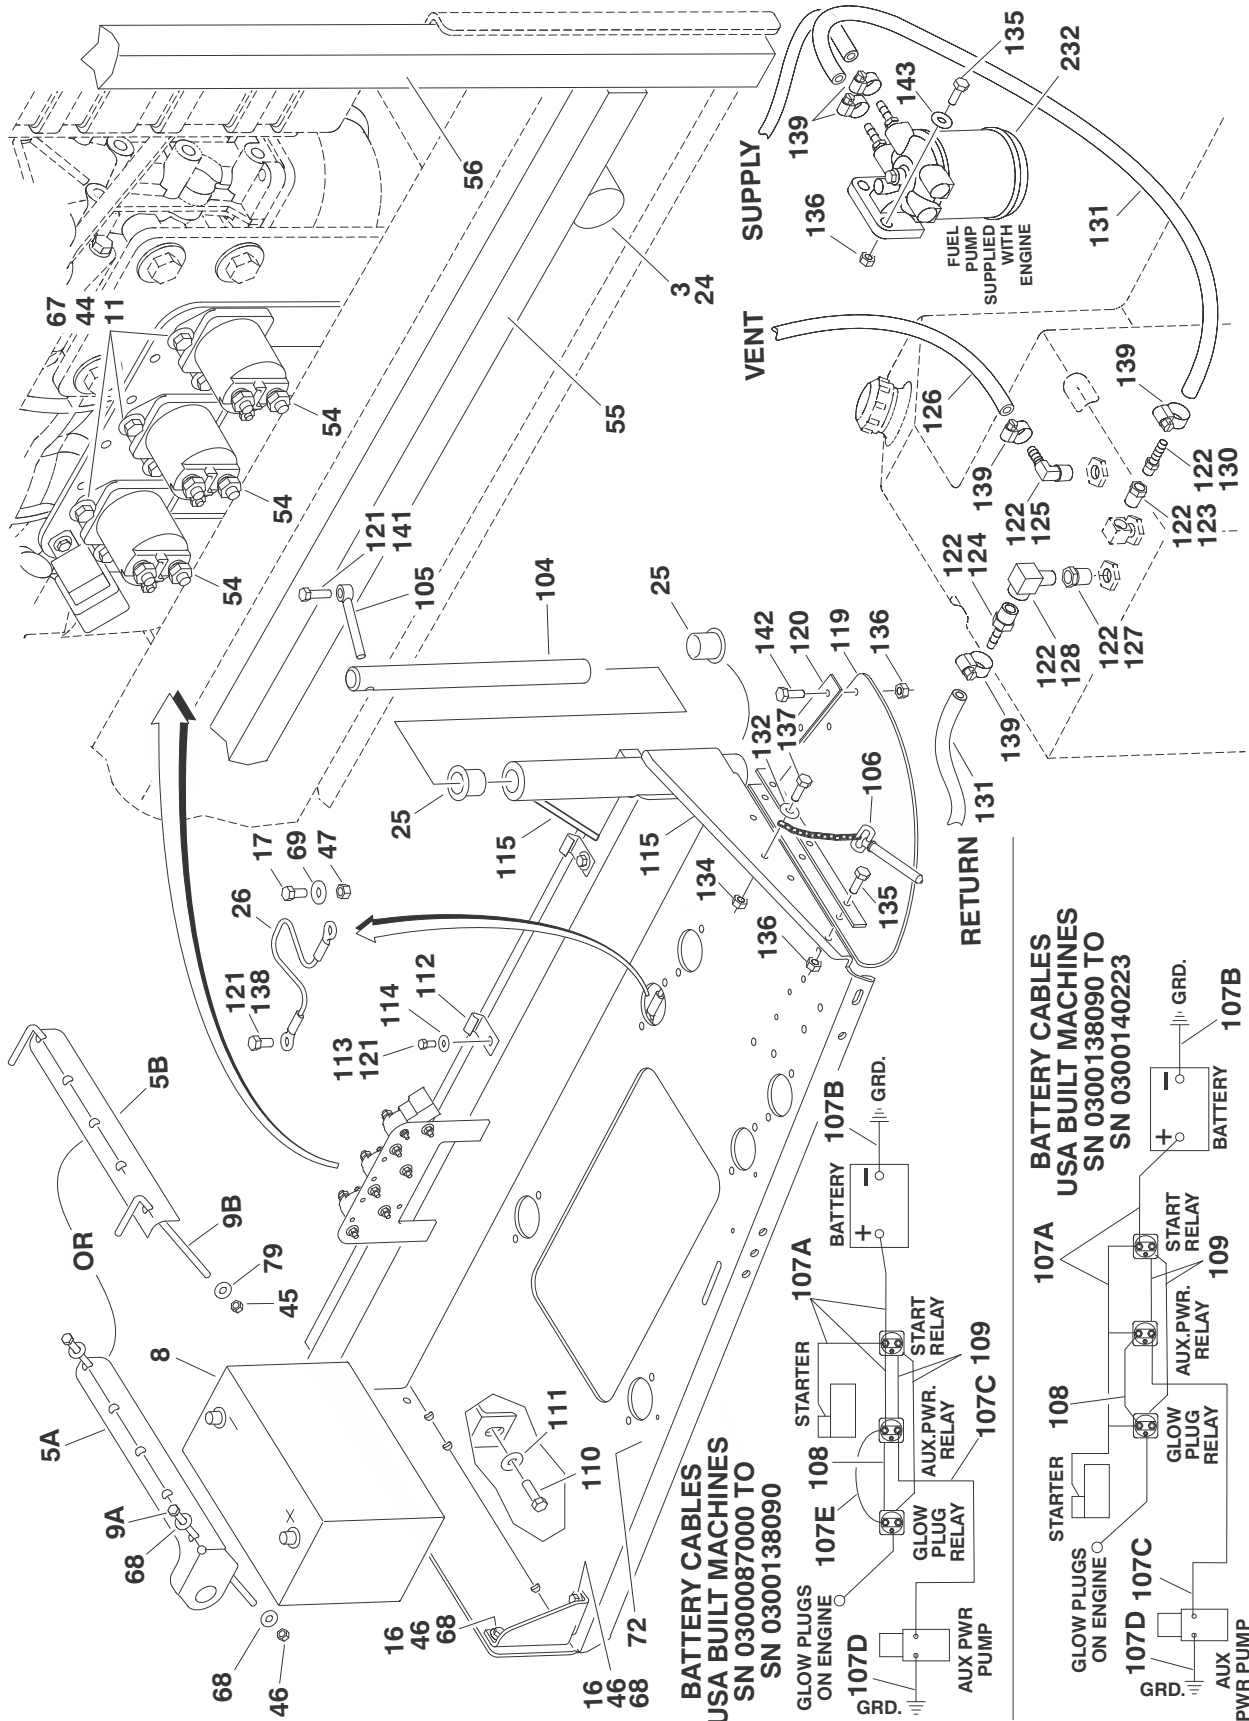 67
44
11
54
54
54
56
55
3
24
SUPPLY
139
143
135
232
136
FUEL
PUMP
SUPPLIED
WITH
ENGINE
131
VENT
126
139
139
122
125
122
130
122
123
122
124
122
128
122
127
139
131
RETURN
121
141
105
104
25
25
142
120
119
136
132
137
106
115
115
134
136
135
17
69
47
26
121
138
112
114
113
121
5B
9B
OR
79
45
8
5A
9A
68
68
46
16
46
68
16
46
68
72
111
110
BATTERY CABLES
USA BUILT MACHINES
SN 0300087000 TO
SN 0300138090
107B
GRD.
BATTERY
+
−
107A
STARTER
START
RELAY
109
AUX.PWR.
RELAY
107C
108
107E
GLOW
PLUG
RELAY
GLOW PLUGS
ON ENGINE
107D
GRD.
AUX PWR
PUMP
BATTERY CABLES
USA BUILT MACHINES
SN 0300138090 TO
SN 0300140223
107B
GRD.
BATTERY
+
−
107A
START
RELAY
109
AUX.PWR.
RELAY
108
STARTER
GLOW
PLUG
RELAY
GLOW PLUGS
ON ENGINE
107C
107D
GRD.
AUX
PWR PUMP